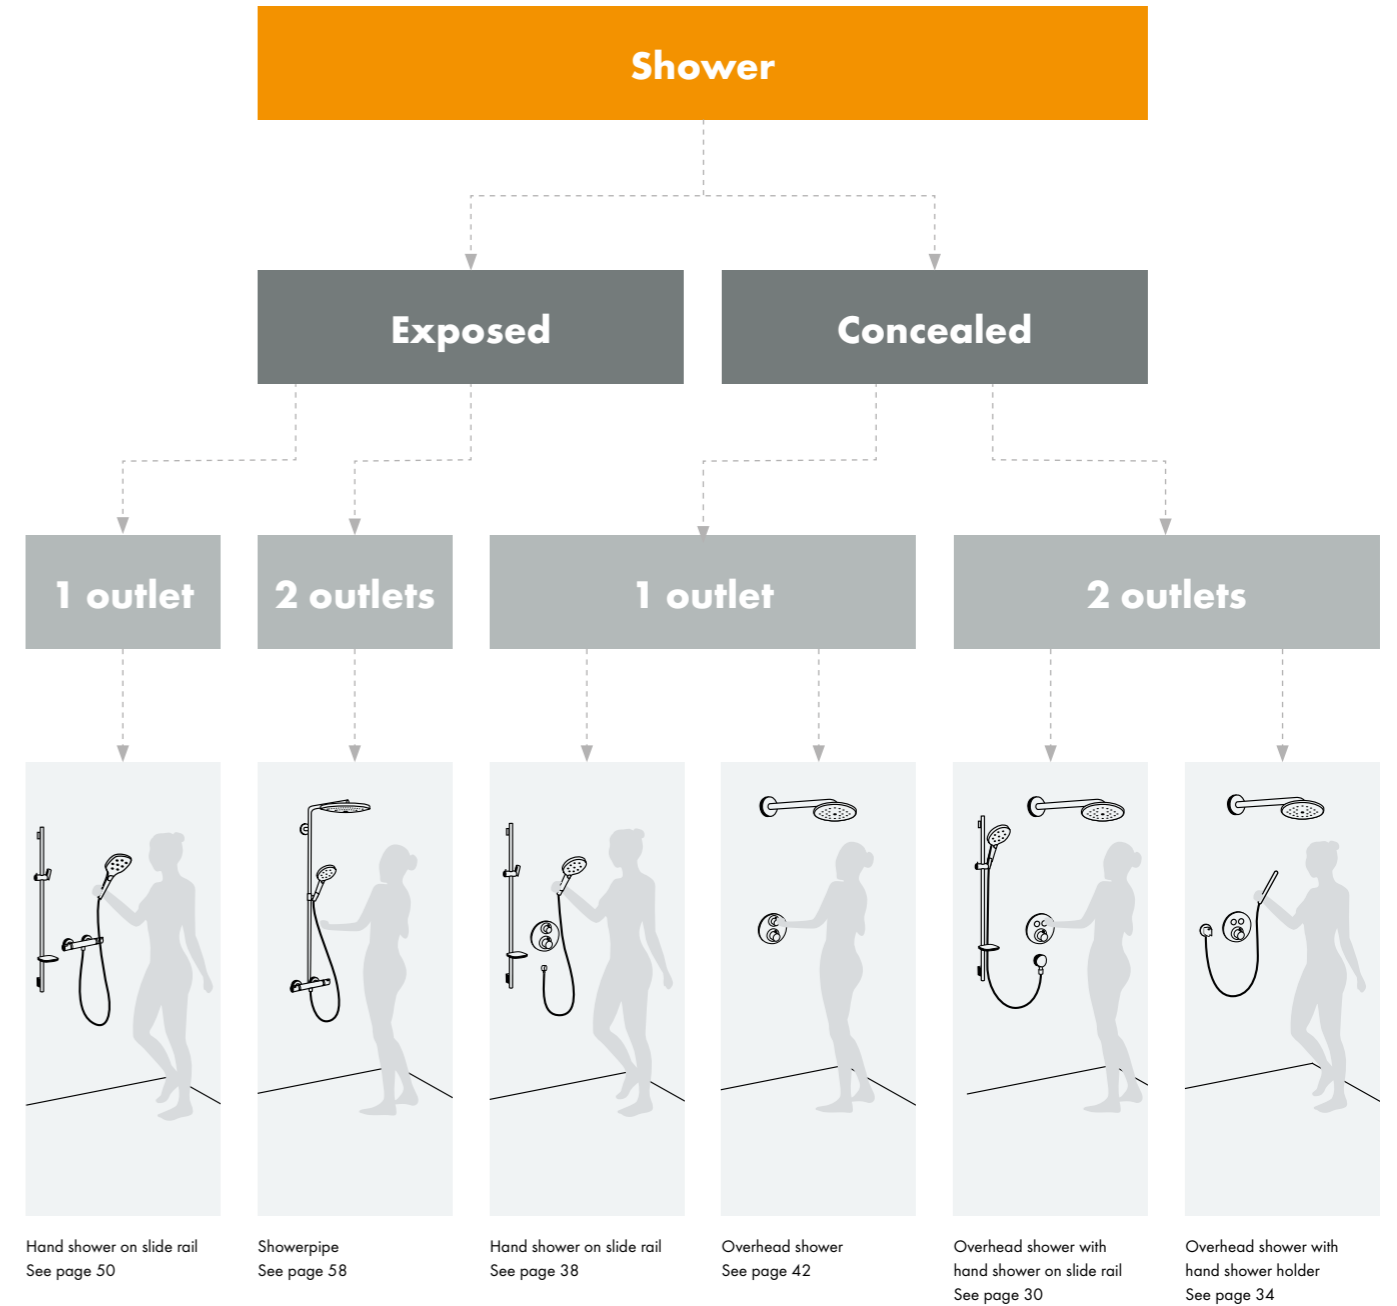 Shower
Exposed
Concealed
1 outlet
2 outlets
1 outlet
2 outlets
Hand shower on slide rail
See page 50
Showerpipe
See page 58
Hand shower on slide rail
See page 38
Overhead shower
See page 42
Overhead shower with
hand shower on slide rail
See page 30
Overhead shower with
hand shower holder
See page 34